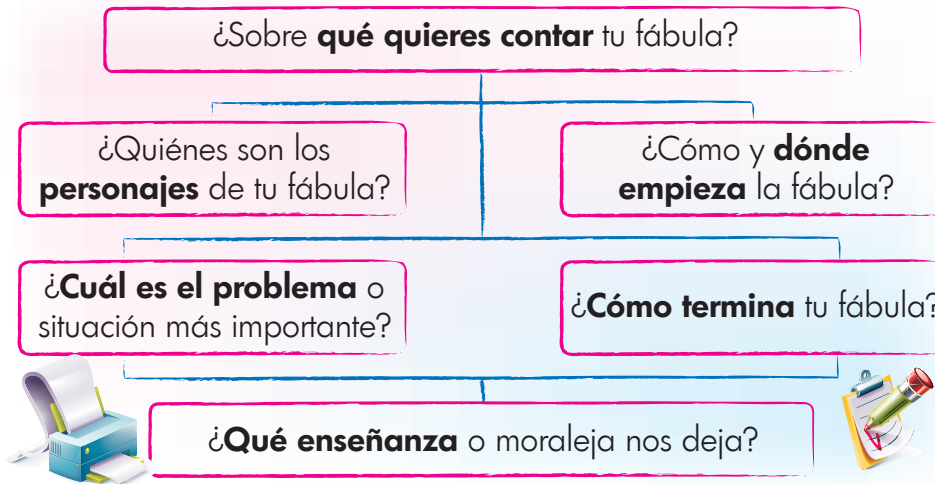 ¿Sobre qué quieres contar tu fábula?
¿Quiénes son los
personajes de tu fábula?
¿Cómo y dónde
empieza la fábula?
¿Cuál es el problema o
situación más importante?
¿Cómo termina tu fábula?
¿Qué enseñanza o moraleja nos deja?